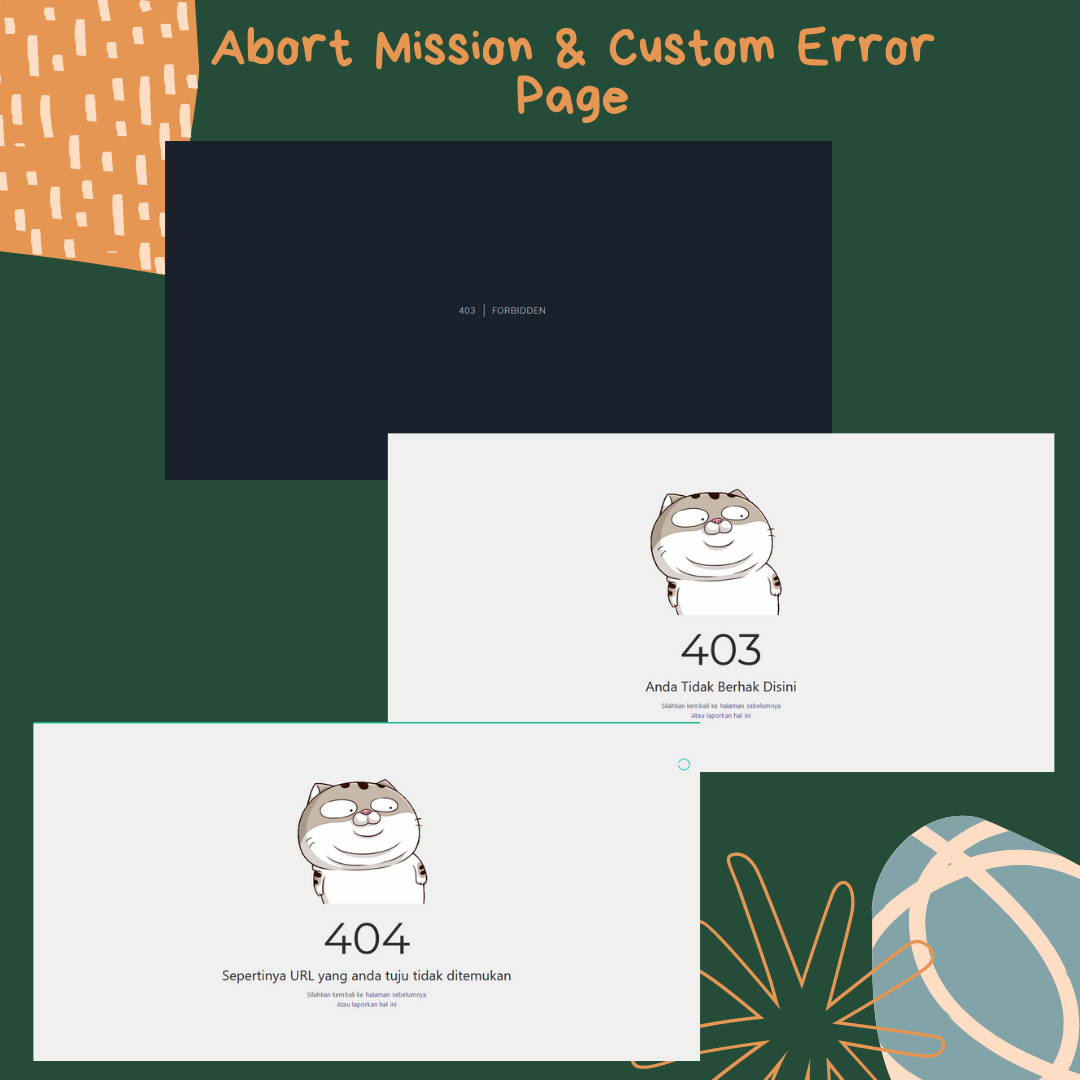 Abort Mission & Custom Error
Page
403 | FORBIDDEN
403
Anda Tidak Berhak Disini
Silahkan kembali ke halaman sebelumnya
Atau laporkan hal ini
404
Sepertinya URL yang anda tuju tidak ditemukan
Silahkan kembali ke halaman sebelumnya
Atau laporkan hal ini